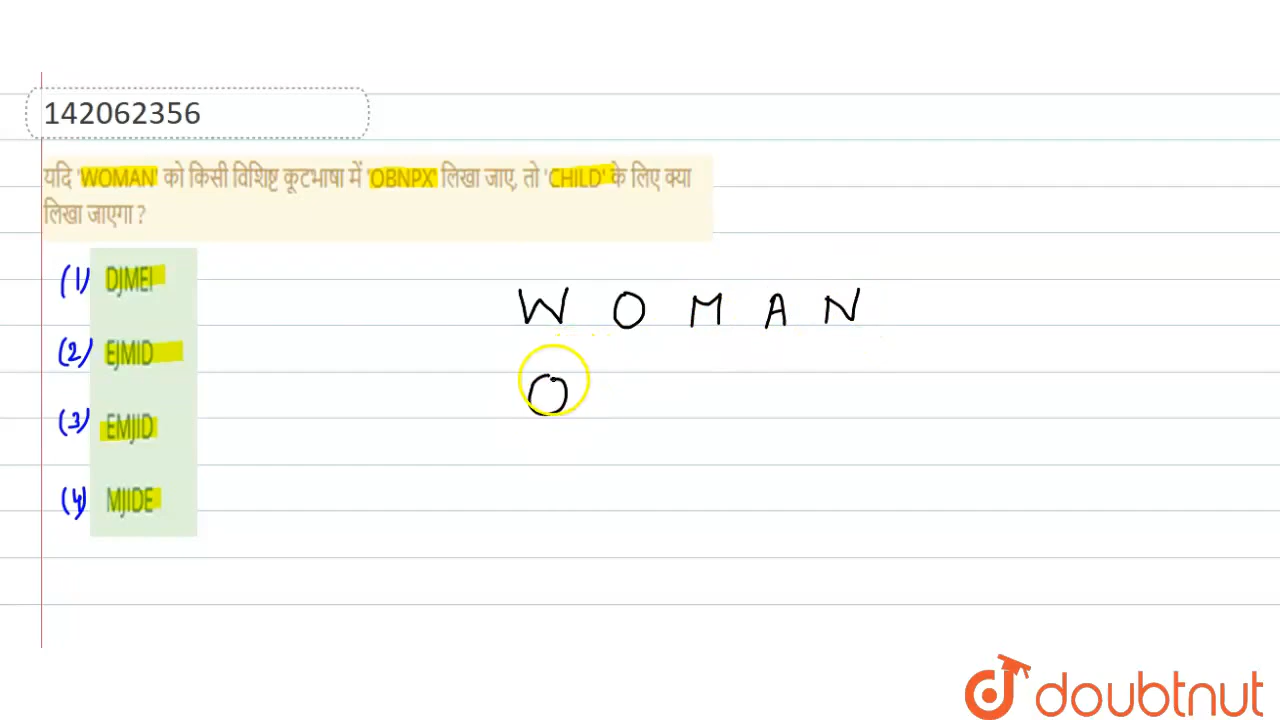 142062356
यदि 'WOMAN' को किसी विशिष्ट कूटभाषा में 'OBNPX' लिखा जाए, तो 'CHILD' के लिए क्या
लिखा जाएगा ?
(1) DJMEI
(2) EJMID
(3) EMJID
(4) MJIDE
W O M A N
O
doubtnut